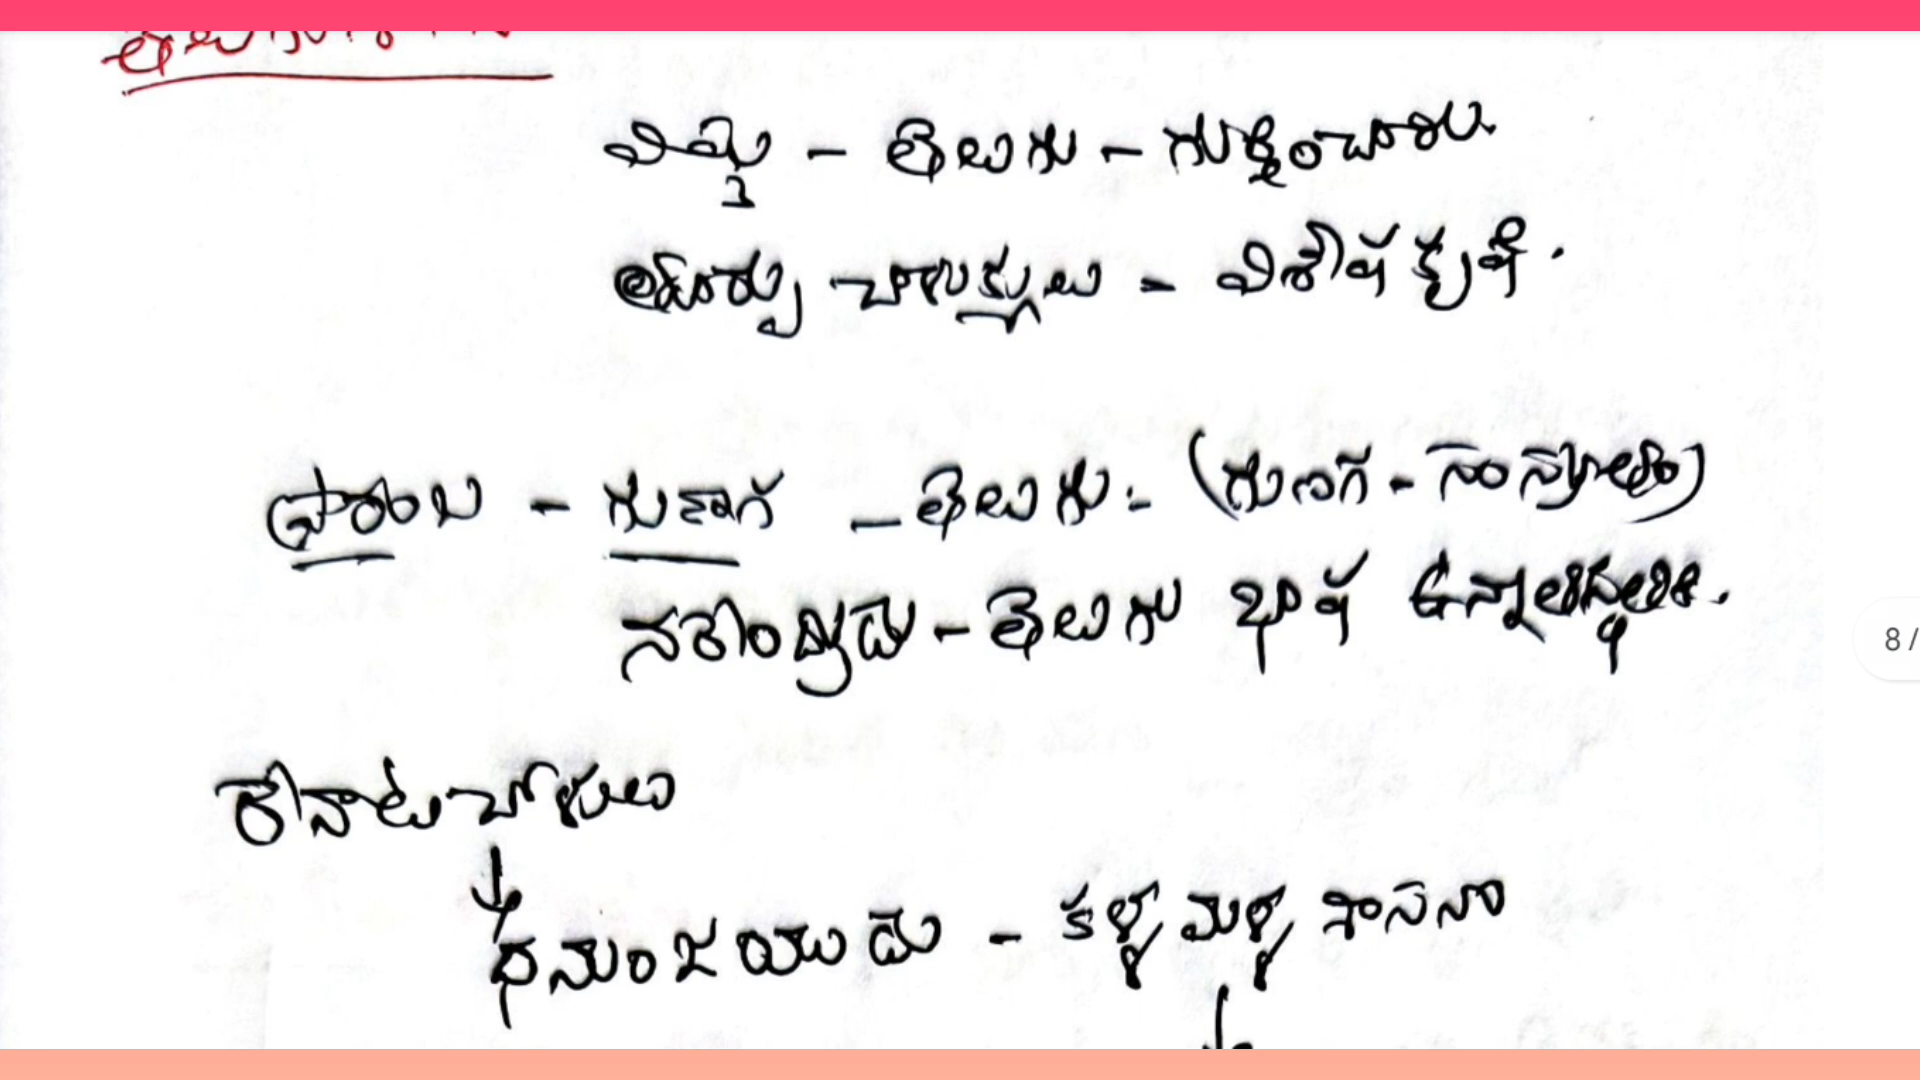 విష్ణు - తెలుగు - గుర్తించారు.
తూర్పు చాళుక్యులు - విశేష కృషి.
ప్రారంభ - గుణగ - తెలుగు :- (గుణగ - సంస్కృతం)
నరేంద్రుడు - తెలుగు భాష ఉన్నతస్థితి.
రేనాటి చోళులు
ధనుంజయుడు - కళ్ళమళ్ళ శాసనం
8 /